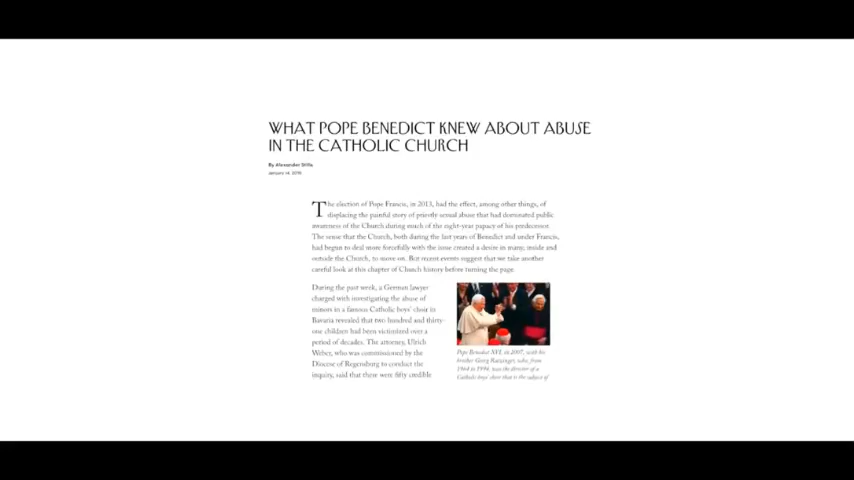 WHAT POPE BENEDICT KNEW ABOUT ABUSE
IN THE CATHOLIC CHURCH
By Alexander Stille
January 14, 2016
The election of Pope Francis, in 2013, had the effect, among other things, of
displacing the painful story of priestly sexual abuse that had dominated public
awareness of the Church during much of the eight-year papacy of his predecessor.
The sense that the Church, both during the last years of Benedict and under Francis,
had begun to deal more forcefully with the issue created a desire in many, inside and
outside the Church, to move on. But recent events suggest that we take another
careful look at this chapter of Church history before turning the page.
During the past week, a German lawyer
charged with investigating the abuse of
minors in a famous Catholic boys' choir in
Bavaria revealed that two hundred and thirty-
one children had been victimized over a
period of decades. The attorney, Ulrich
Weber, who was commissioned by the
Diocese of Regensburg to conduct the
inquiry, said that there were fifty credible
Pope Benedict XVI, in 2007, with his
brother Georg Ratzinger, who, from
1964 to 1994, was the director of a
Catholic boys' choir that is the subject of